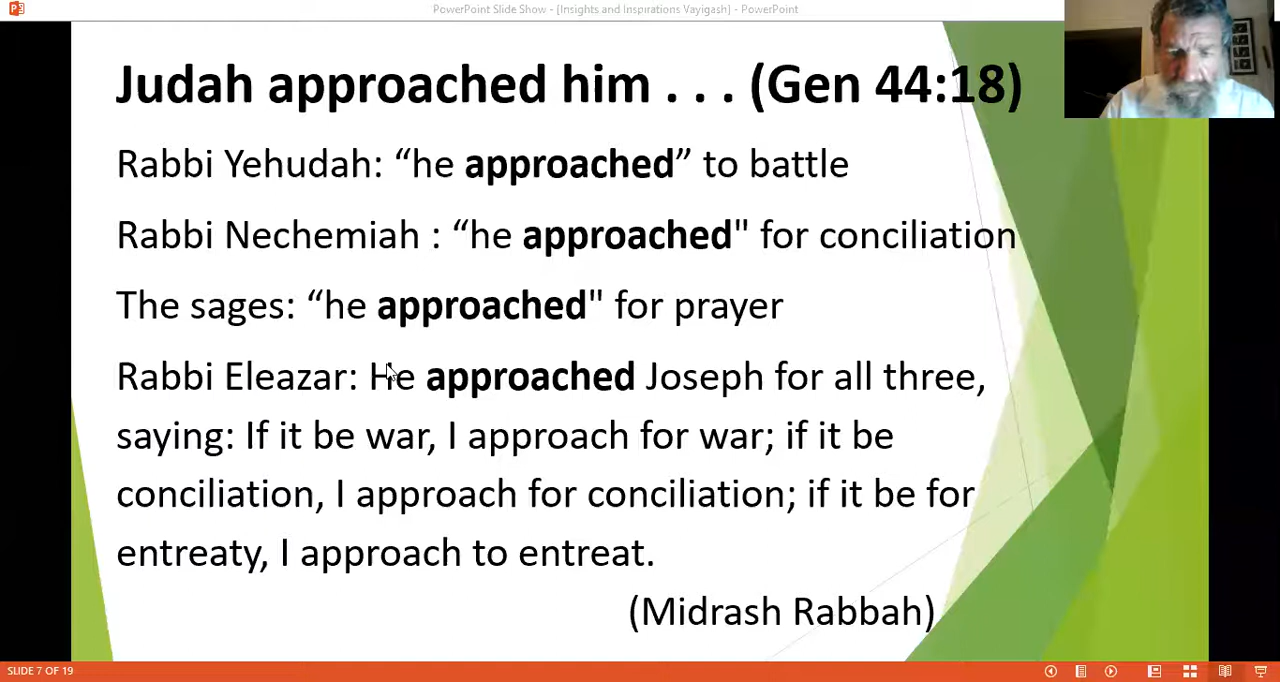 PowerPoint Slide Show - [Insights and Inspirations Vayigash] - PowerPoint
Judah approached him . . . (Gen 44:18)
Rabbi Yehudah: “he approached” to battle
Rabbi Nechemiah : “he approached" for conciliation
The sages: “he approached" for prayer
Rabbi Eleazar: He approached Joseph for all three,
saying: If it be war, I approach for war; if it be
conciliation, I approach for conciliation; if it be for
entreaty, I approach to entreat.
(Midrash Rabbah)
SLIDE 7 OF 19